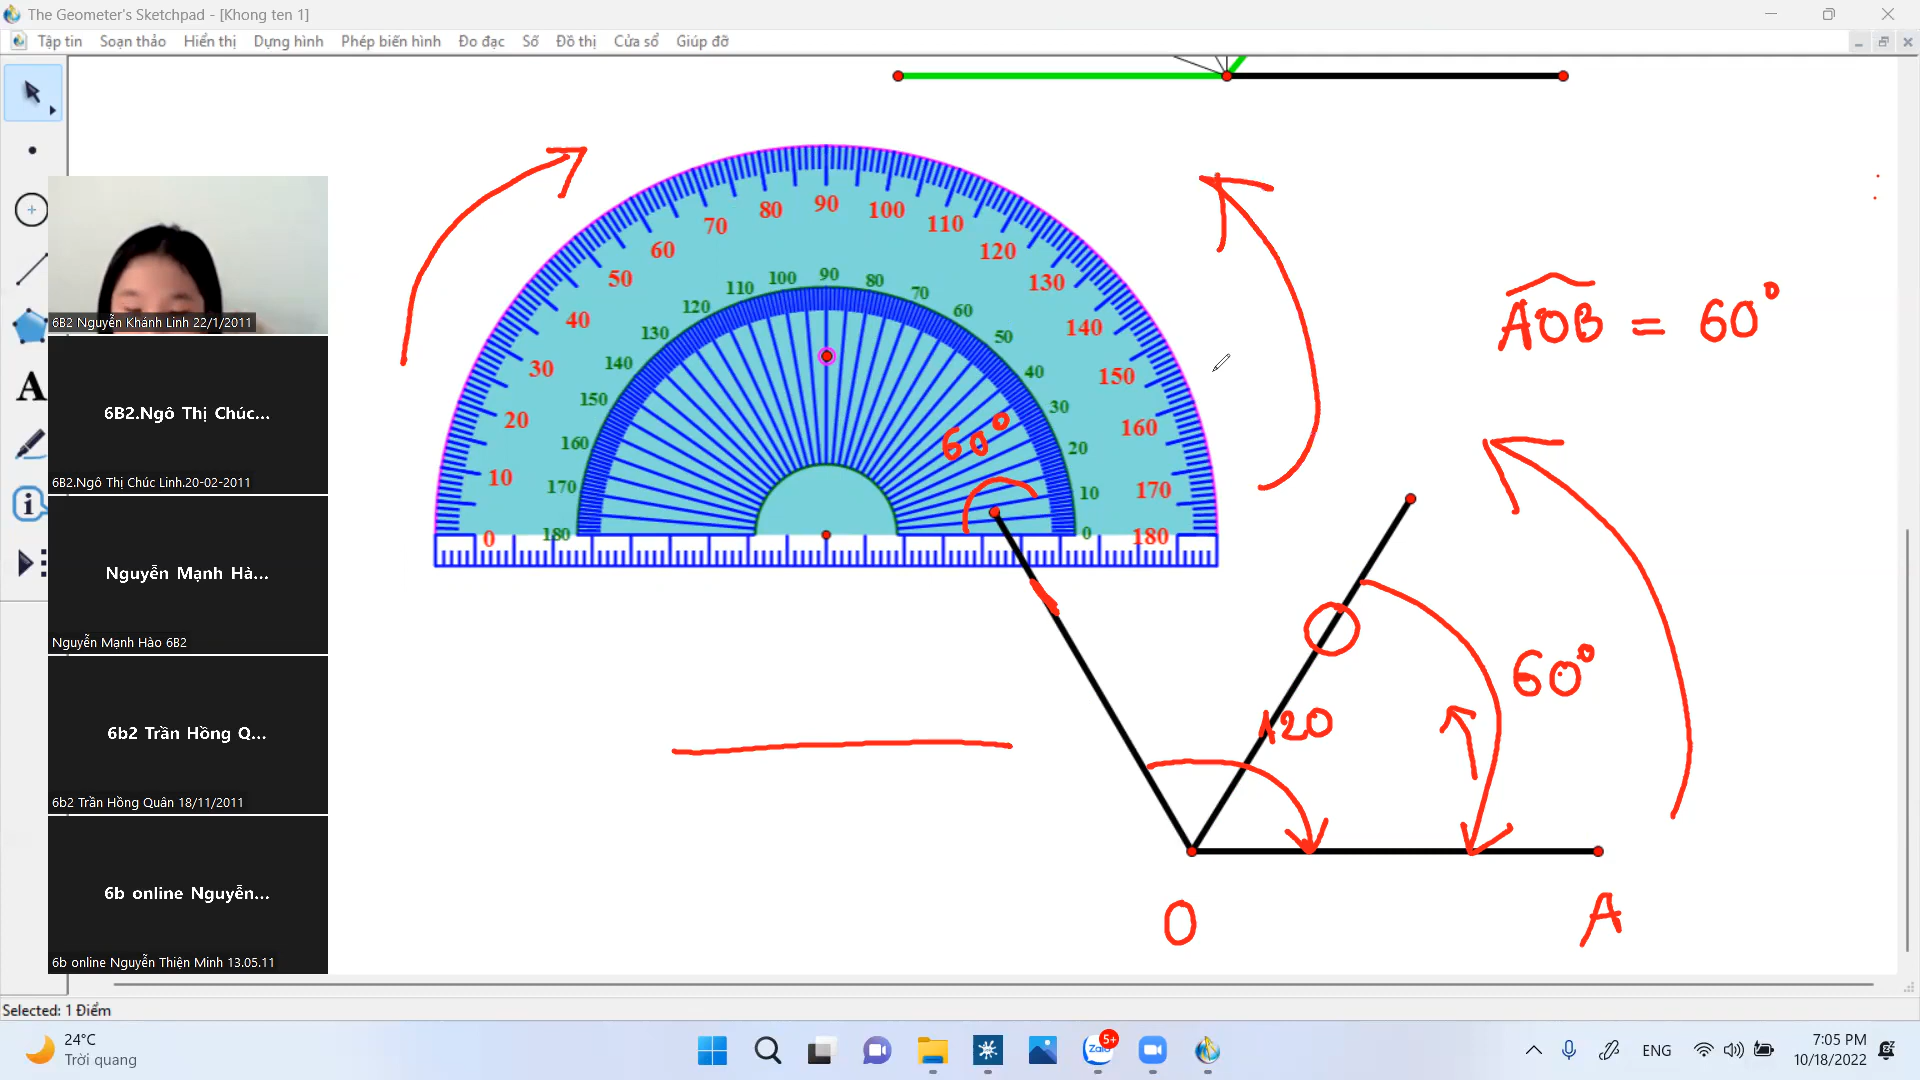 The Geometer's Sketchpad - [Khong ten 1]
Tập tin Soạn thảo Hiển thị Dựng hình Phép biến hình Đo đạc Số Đồ thị Cửa sổ Giúp đỡ
6B2 Nguyễn Khánh Linh 22/1/2011
6B2.Ngô Thị Chúc...
6B2.Ngô Thị Chúc Linh.20-02-2011
Nguyễn Mạnh Hà...
Nguyễn Mạnh Hào 6B2
6b2 Trần Hồng Q...
6b2 Trần Hồng Quân 18/11/2011
6b online Nguyễn...
6b online Nguyễn Thiện Minh 13.05.11
A
0 10 20 30 40 50 60 70 80 90 100 110 120 130 140 150 160 170 180
180 170 160 150 140 130 120 110 100 90 80 70 60 50 40 30 20 10 0
60°
AOB = 60°
60°
120
O A
Selected: 1 Điểm
24°C
Trời quang
Zalo
5+
ENG
7:05 PM
10/18/2022